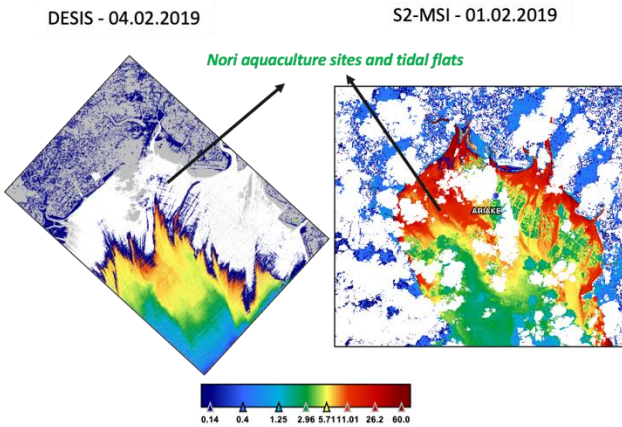 DESIS - 04.02.2019
S2-MSI - 01.02.2019
Nori aquaculture sites and tidal flats
ARIAKE
0.14 0.4 1.25 2.96 5.71 11.01 26.2 60.0